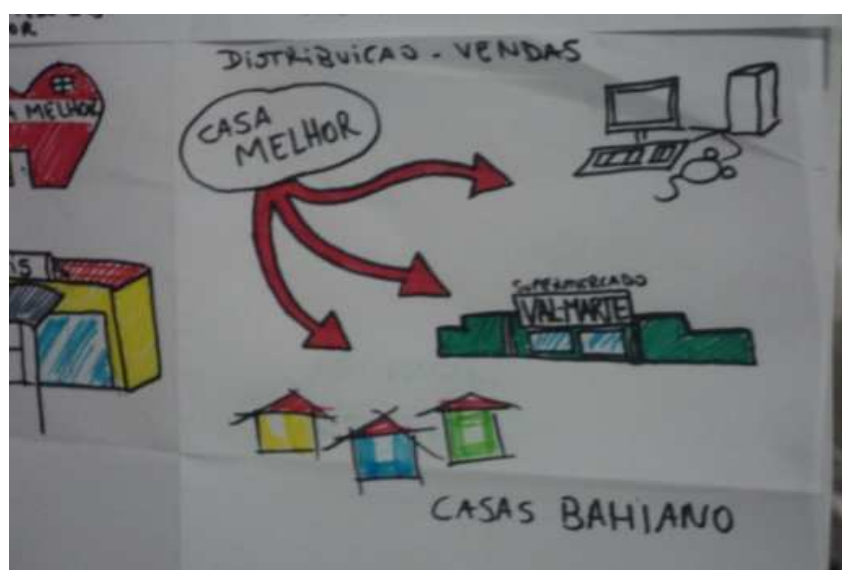 DISTRIBUICAO - VENDAS
CASA
MELHOR
MELHOR
SUPERMERCADO
VAL-MARTE
CASAS BAHIANO